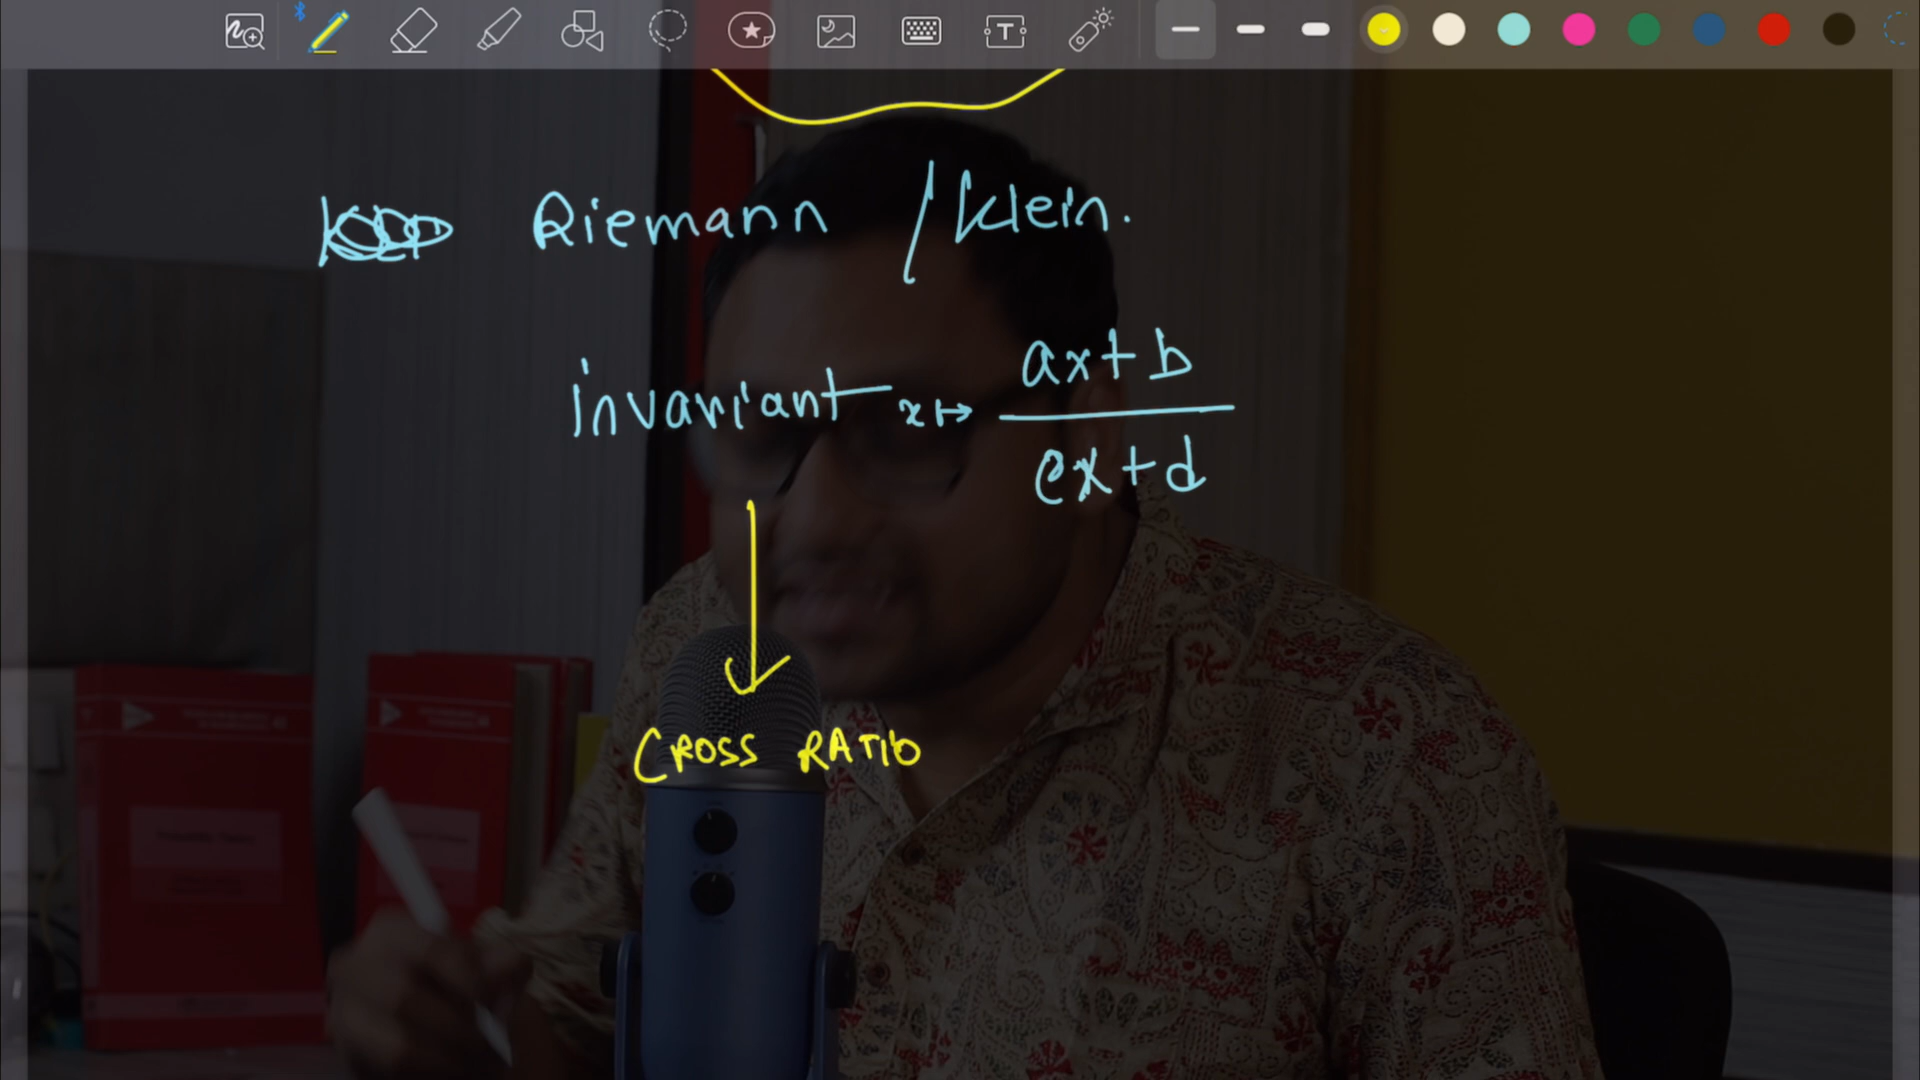 Riemann / Klein.
invariant x ↦ ax+b
cx+d
CROSS RATIO